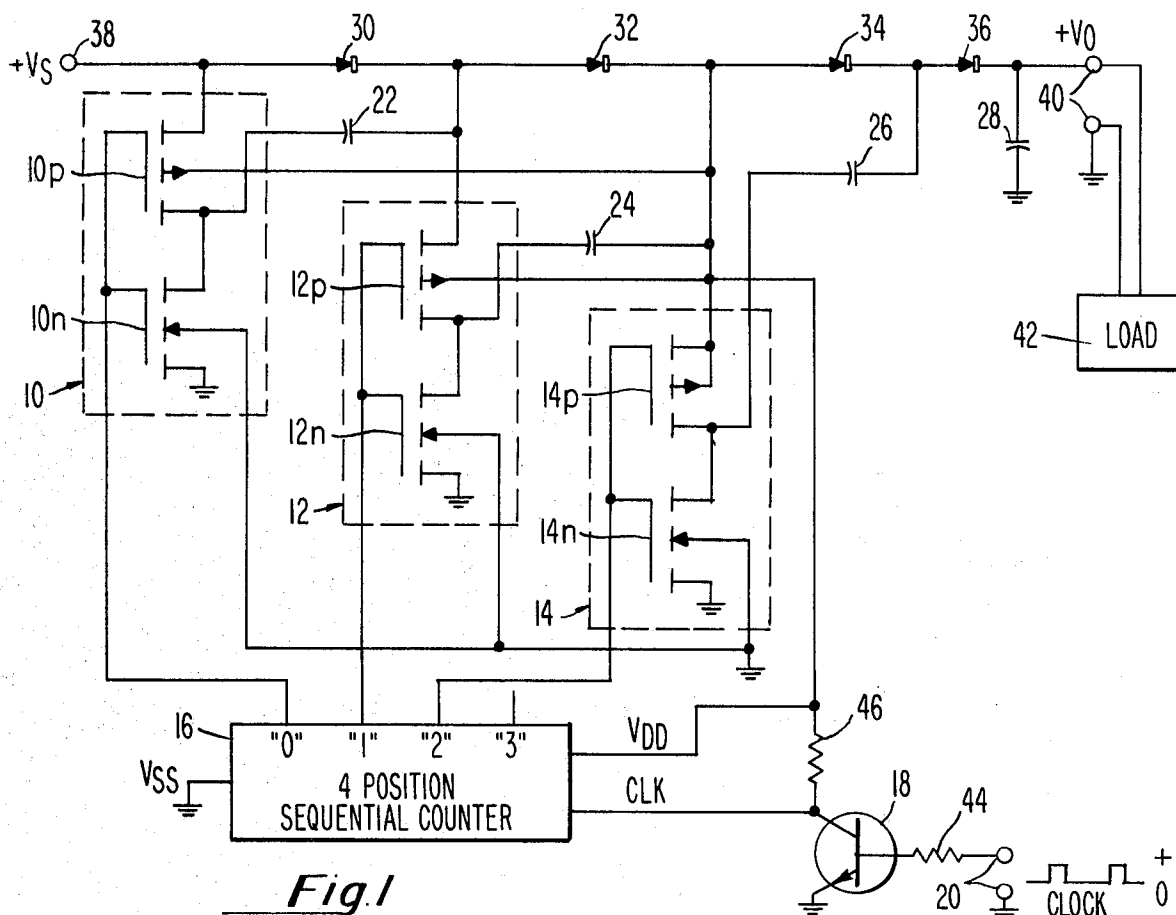 38
30
32
34
36
+VS
+VO
22
40
28
10p
26
24
12p
10n
42 LOAD
14p
10
12n
12
14n
14
46
16
"0" "1" "2" "3"
VDD
VSS
4 POSITION
SEQUENTIAL COUNTER
CLK
18
44
+
20
0
CLOCK
Fig.1